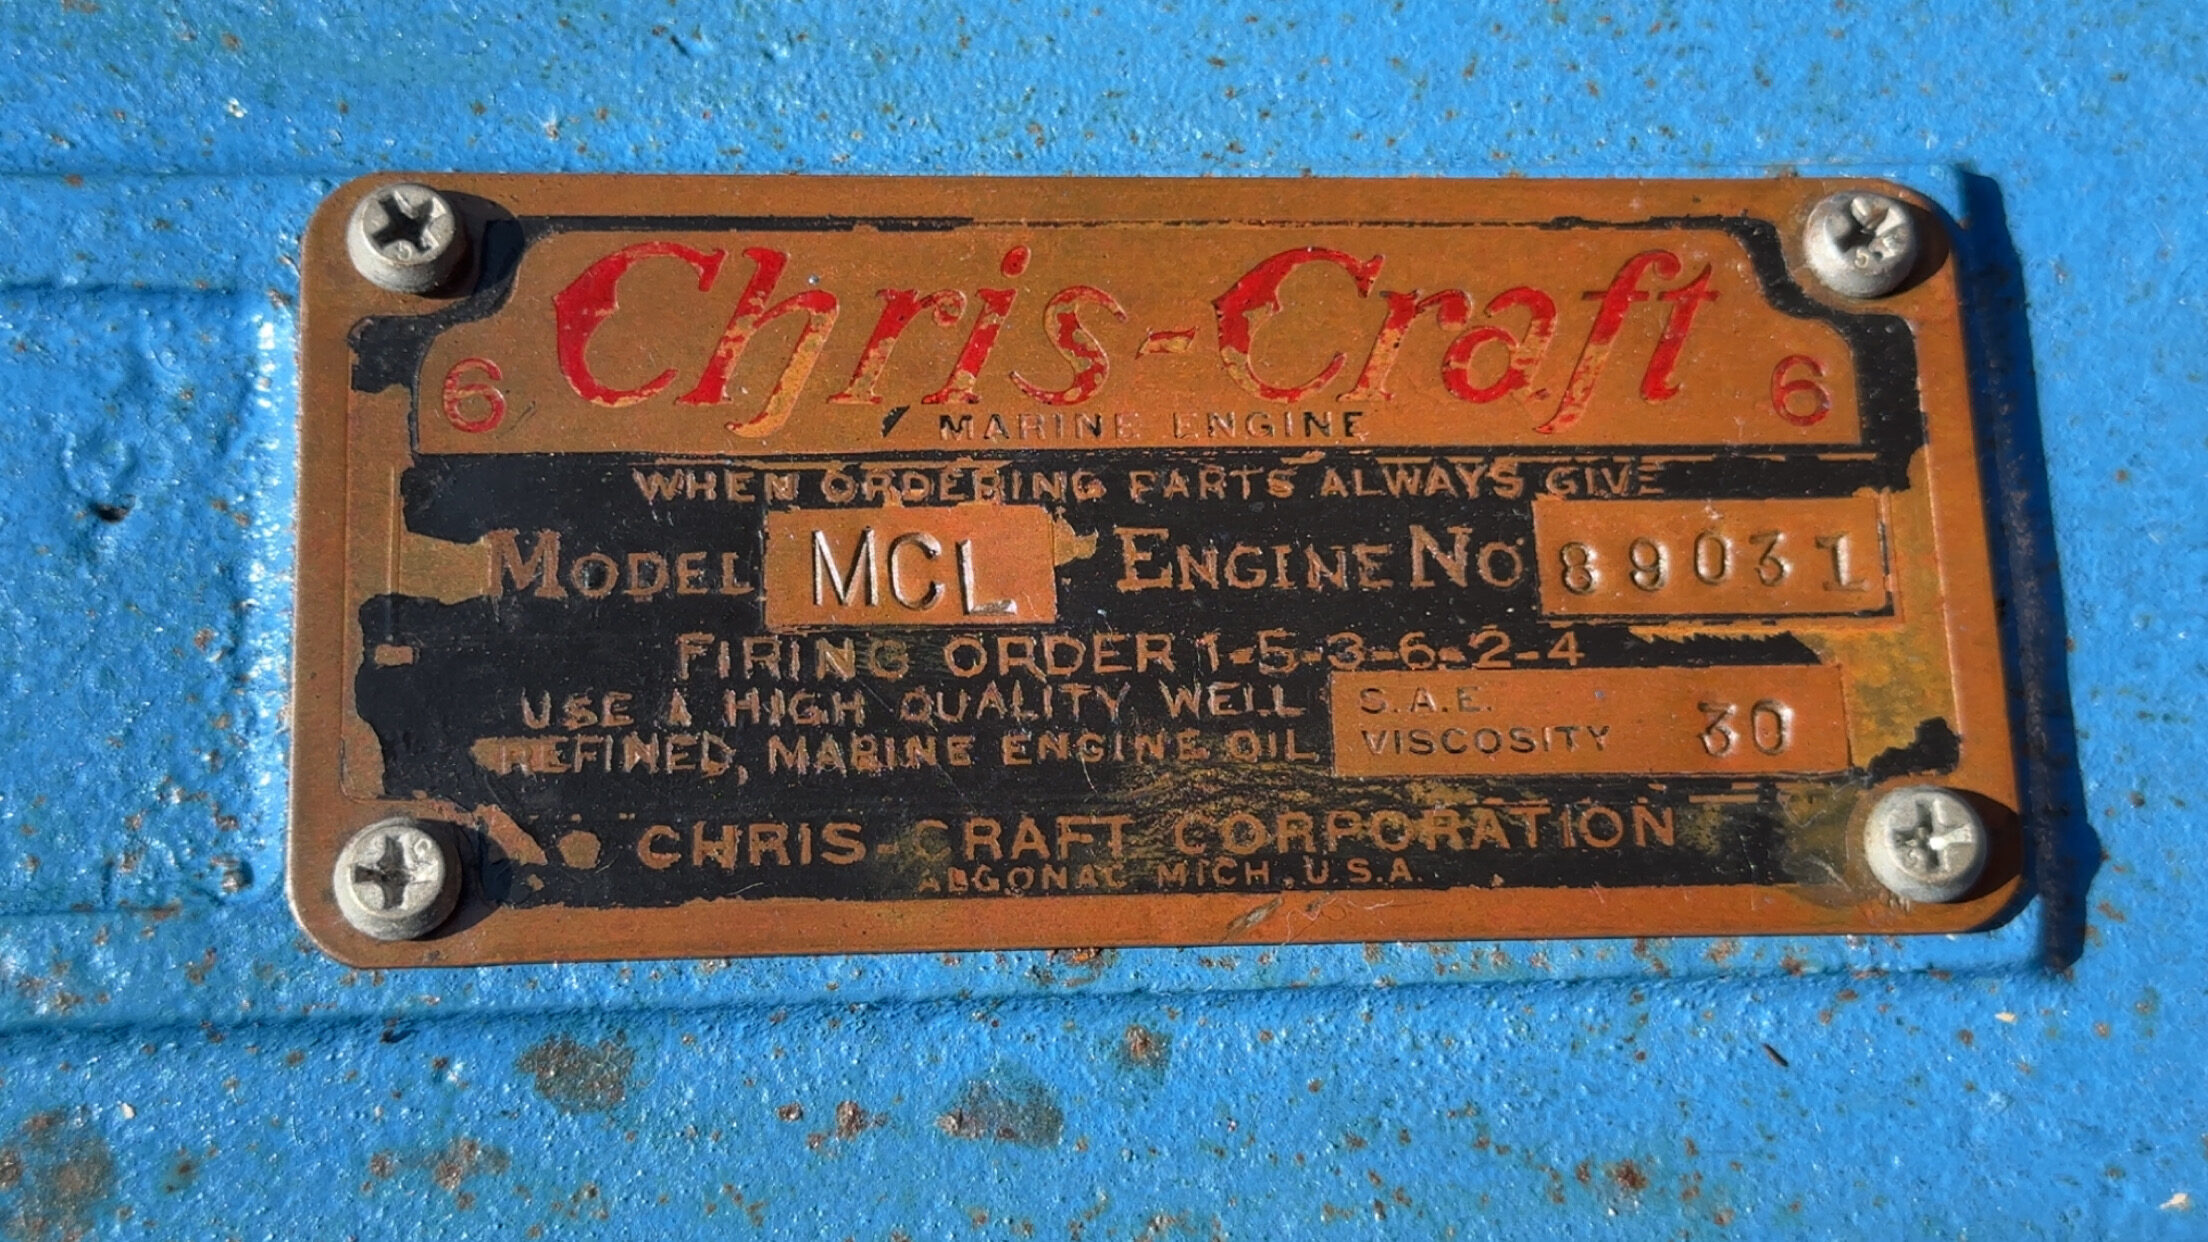 Chris-Craft
6 6
MARINE ENGINE
WHEN ORDERING PARTS ALWAYS GIVE
MODEL MCL ENGINE NO 89031
FIRING ORDER 1-5-3-6-2-4
USE A HIGH QUALITY WELL
REFINED, MARINE ENGINE OIL
S.A.E.
VISCOSITY 30
CHRIS-CRAFT CORPORATION
ALGONAC MICH. U.S.A.